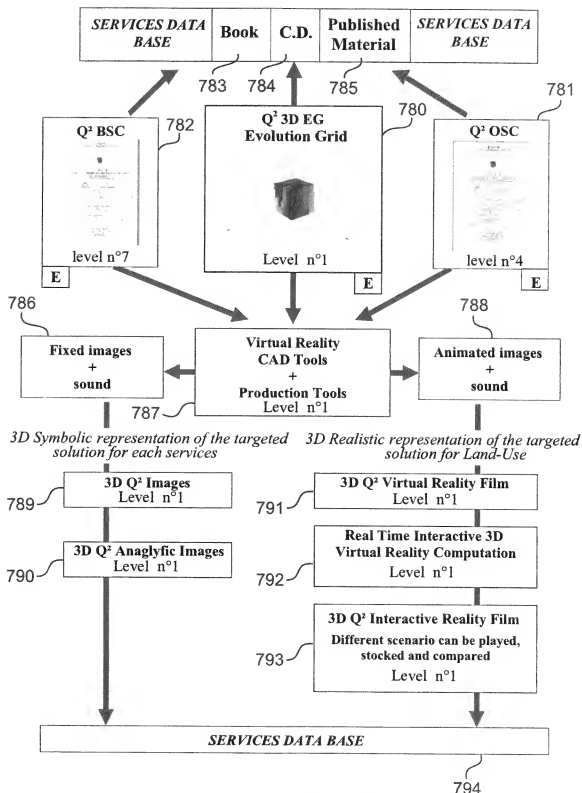 SERVICES DATA
BASE
Book
C.D.
Published
Material
SERVICES DATA
BASE
783
784
785
781
Q² BSC
782
Q² 3D EG
Evolution Grid
780
Q² OSC
level n°7
Level n°1
level n°4
E
E
E
786
788
Fixed images
+
sound
Virtual Reality
CAD Tools
+
Production Tools
Level n°1
Animated images
+
sound
787
3D Symbolic representation of the targeted
solution for each services
3D Realistic representation of the targeted
solution for Land-Use
3D Q² Images
Level n°1
789
3D Q² Virtual Reality Film
Level n°1
791
3D Q² Anaglyfic Images
Level n°1
790
Real Time Interactive 3D
Virtual Reality Computation
Level n°1
792
3D Q² Interactive Reality Film
Different scenario can be played,
stocked and compared
Level n°1
793
SERVICES DATA BASE
794